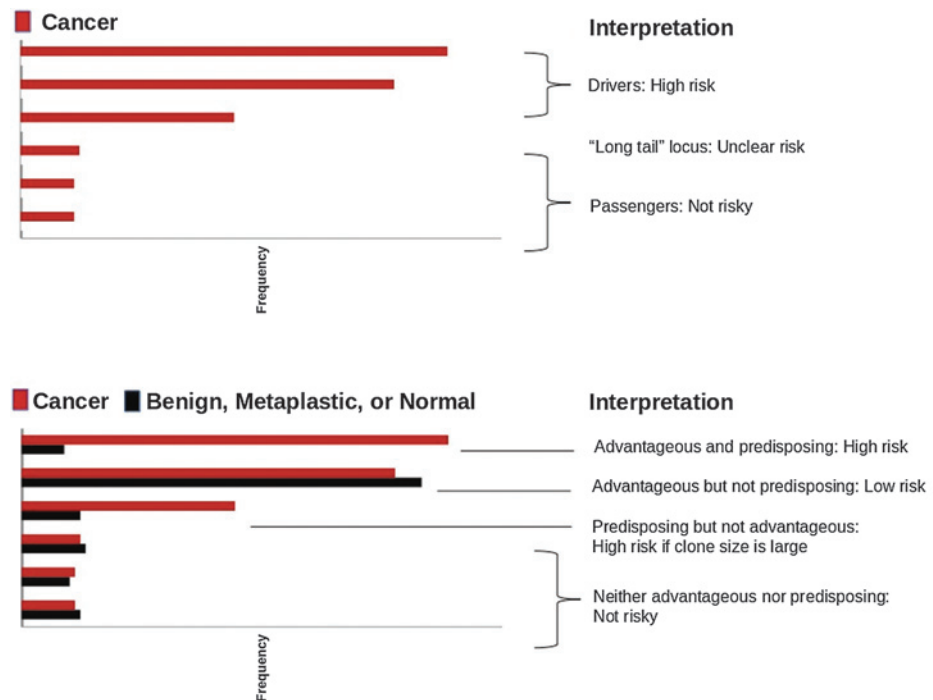 Cancer
Interpretation
Drivers: High risk
“Long tail” locus: Unclear risk
Passengers: Not risky
Frequency
Cancer
Benign, Metaplastic, or Normal
Interpretation
Advantageous and predisposing: High risk
Advantageous but not predisposing: Low risk
Predisposing but not advantageous:
High risk if clone size is large
Neither advantageous nor predisposing:
Not risky
Frequency